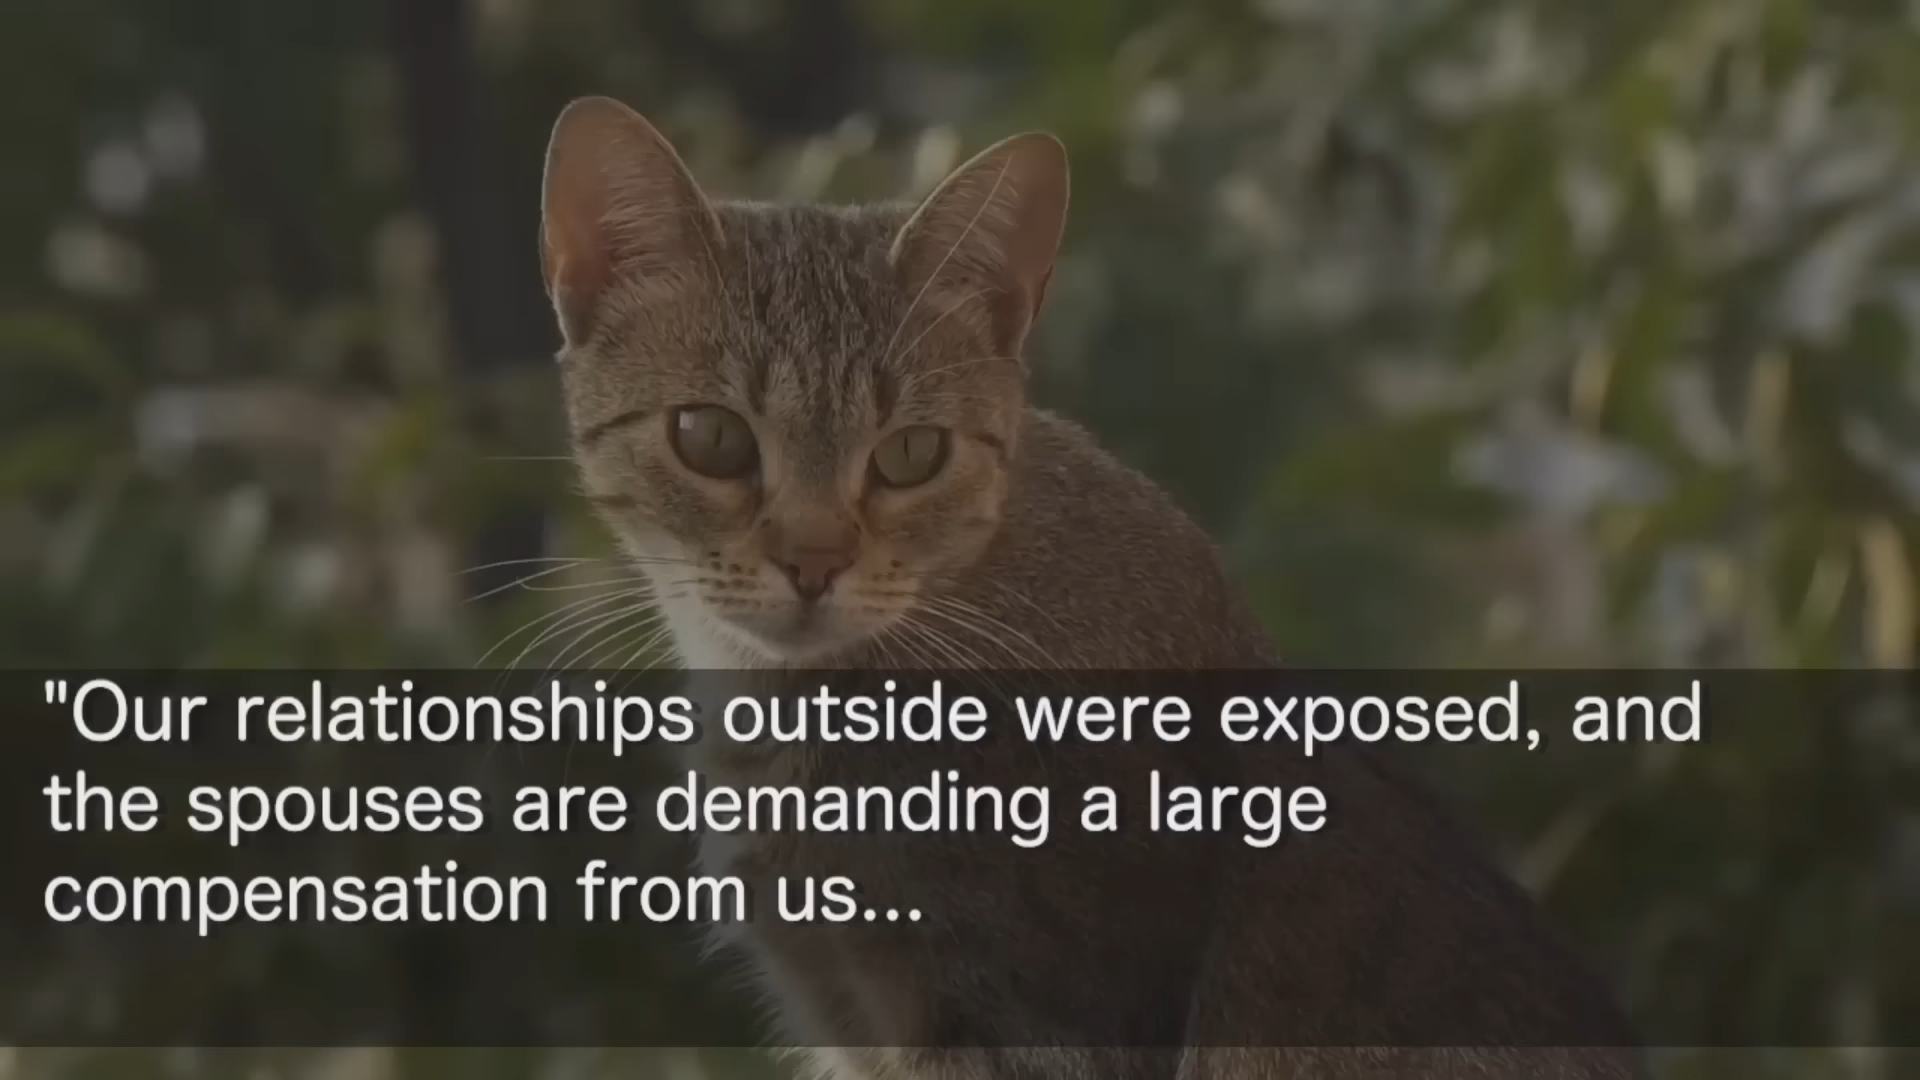 "Our relationships outside were exposed, and
the spouses are demanding a large
compensation from us...